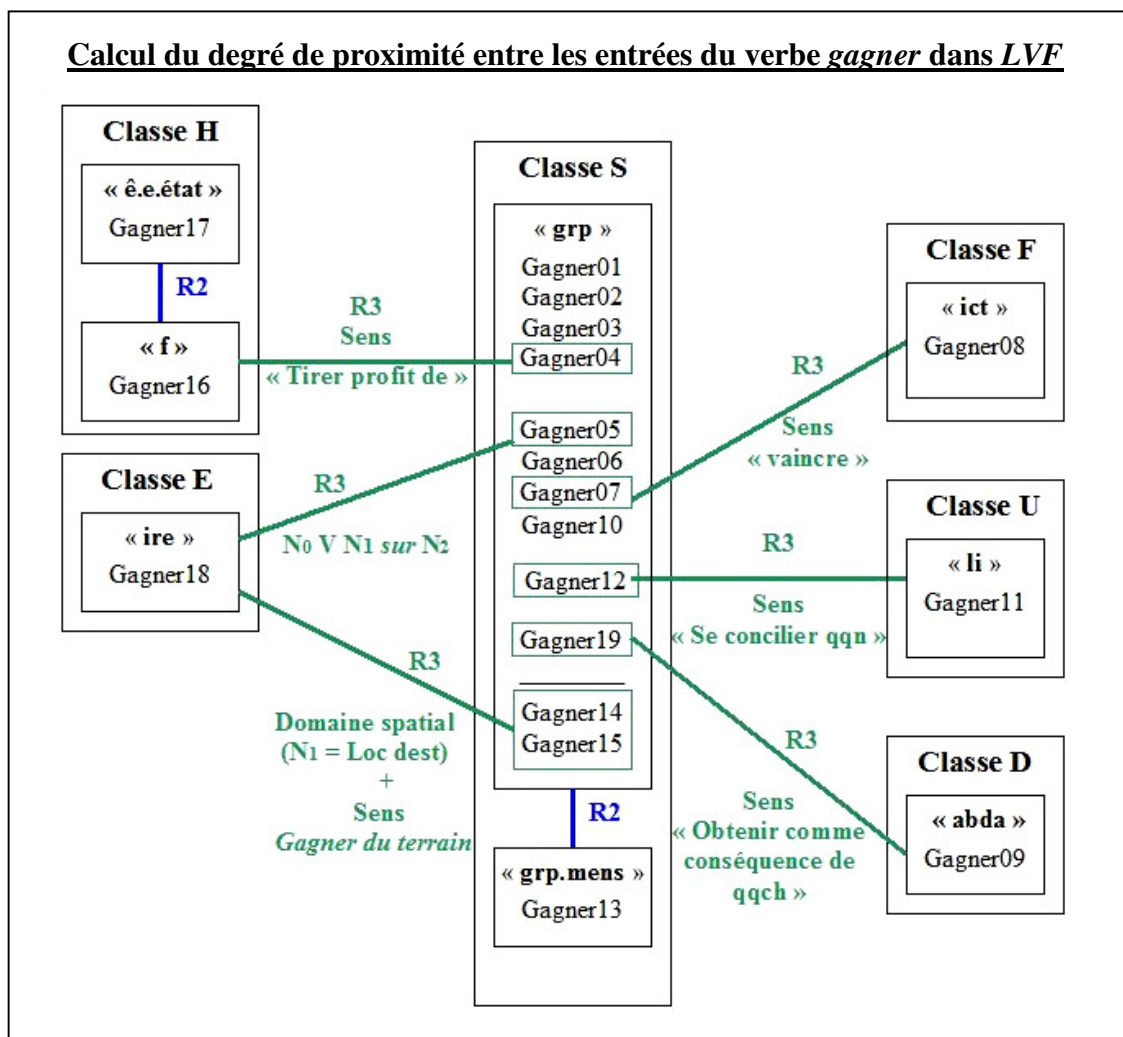 Calcul du degré de proximité entre les entrées du verbe gagner dans LVF
Classe H
« ê.e.état »
Gagner17
R2
« f »
Gagner16
R3
Sens
« Tirer profit de »
Classe E
« ire »
Gagner18
R3
N0 V N1 sur N2
R3
Domaine spatial
(N1 = Loc dest)
+
Sens
Gagner du terrain
Classe S
« grp »
Gagner01
Gagner02
Gagner03
Gagner04
Gagner05
Gagner06
Gagner07
Gagner10
Gagner12
Gagner19
Gagner14
Gagner15
R2
« grp.mens »
Gagner13
R3
Sens
« vaincre »
Classe F
« ict »
Gagner08
R3
Sens
« Se concilier qqn »
Classe U
« li »
Gagner11
R3
Sens
« Obtenir comme
conséquence de
qqch »
Classe D
« abda »
Gagner09